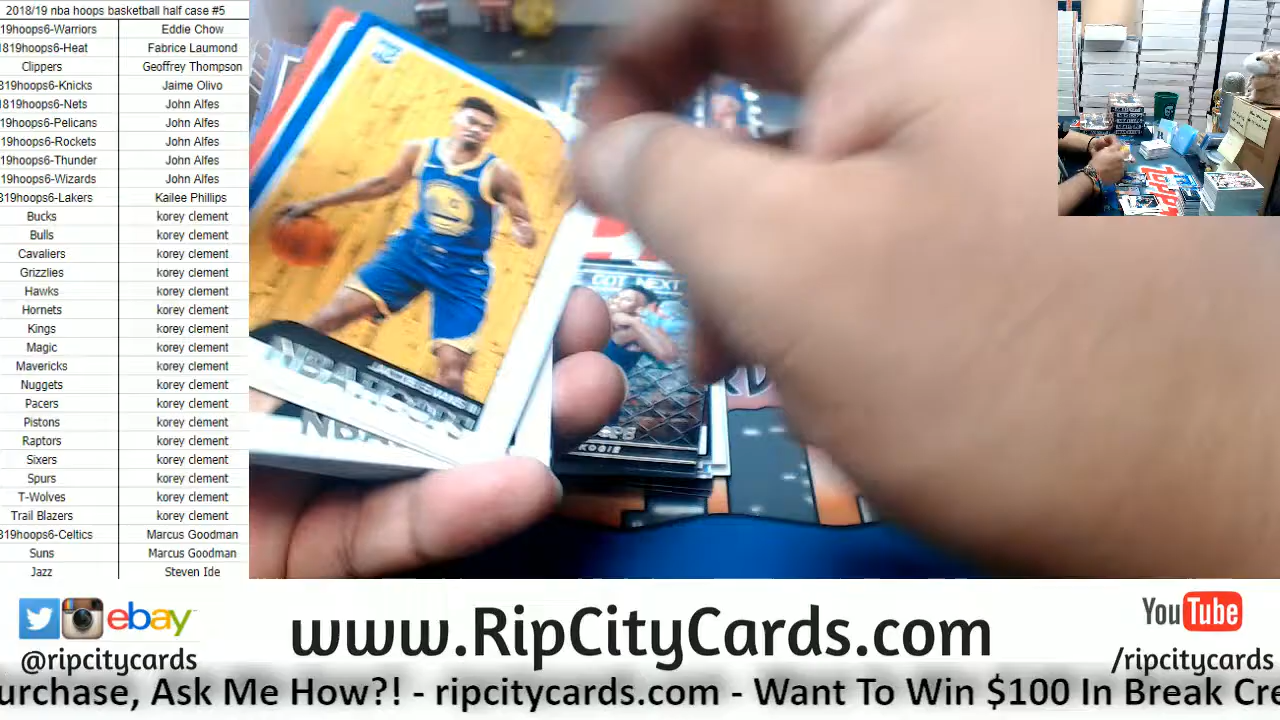 2018/19 nba hoops basketball half case #5
19hoops6-Warriors Eddie Chow
1819hoops6-Heat Fabrice Laumond
Clippers Geoffrey Thompson
819hoops6-Knicks Jaime Olivo
1819hoops6-Nets John Alfes
819hoops6-Pelicans John Alfes
819hoops6-Rockets John Alfes
819hoops6-Thunder John Alfes
819hoops6-Wizards John Alfes
819hoops6-Lakers Kailee Phillips
Bucks korey clement
Bulls korey clement
Cavaliers korey clement
Grizzlies korey clement
Hawks korey clement
Hornets korey clement
Kings korey clement
Magic korey clement
Mavericks korey clement
Nuggets korey clement
Pacers korey clement
Pistons korey clement
Raptors korey clement
Sixers korey clement
Spurs korey clement
T-Wolves korey clement
Trail Blazers korey clement
819hoops6-Celtics Marcus Goodman
Suns Marcus Goodman
Jazz Steven Ide
GOT NEXT
NBA HOOPS
NBA
OKOGIE
ebay
@ripcitycards
www.RipCityCards.com
YouTube
/ripcitycards
urchase, Ask Me How?! - ripcitycards.com - Want To Win $100 In Break Cre